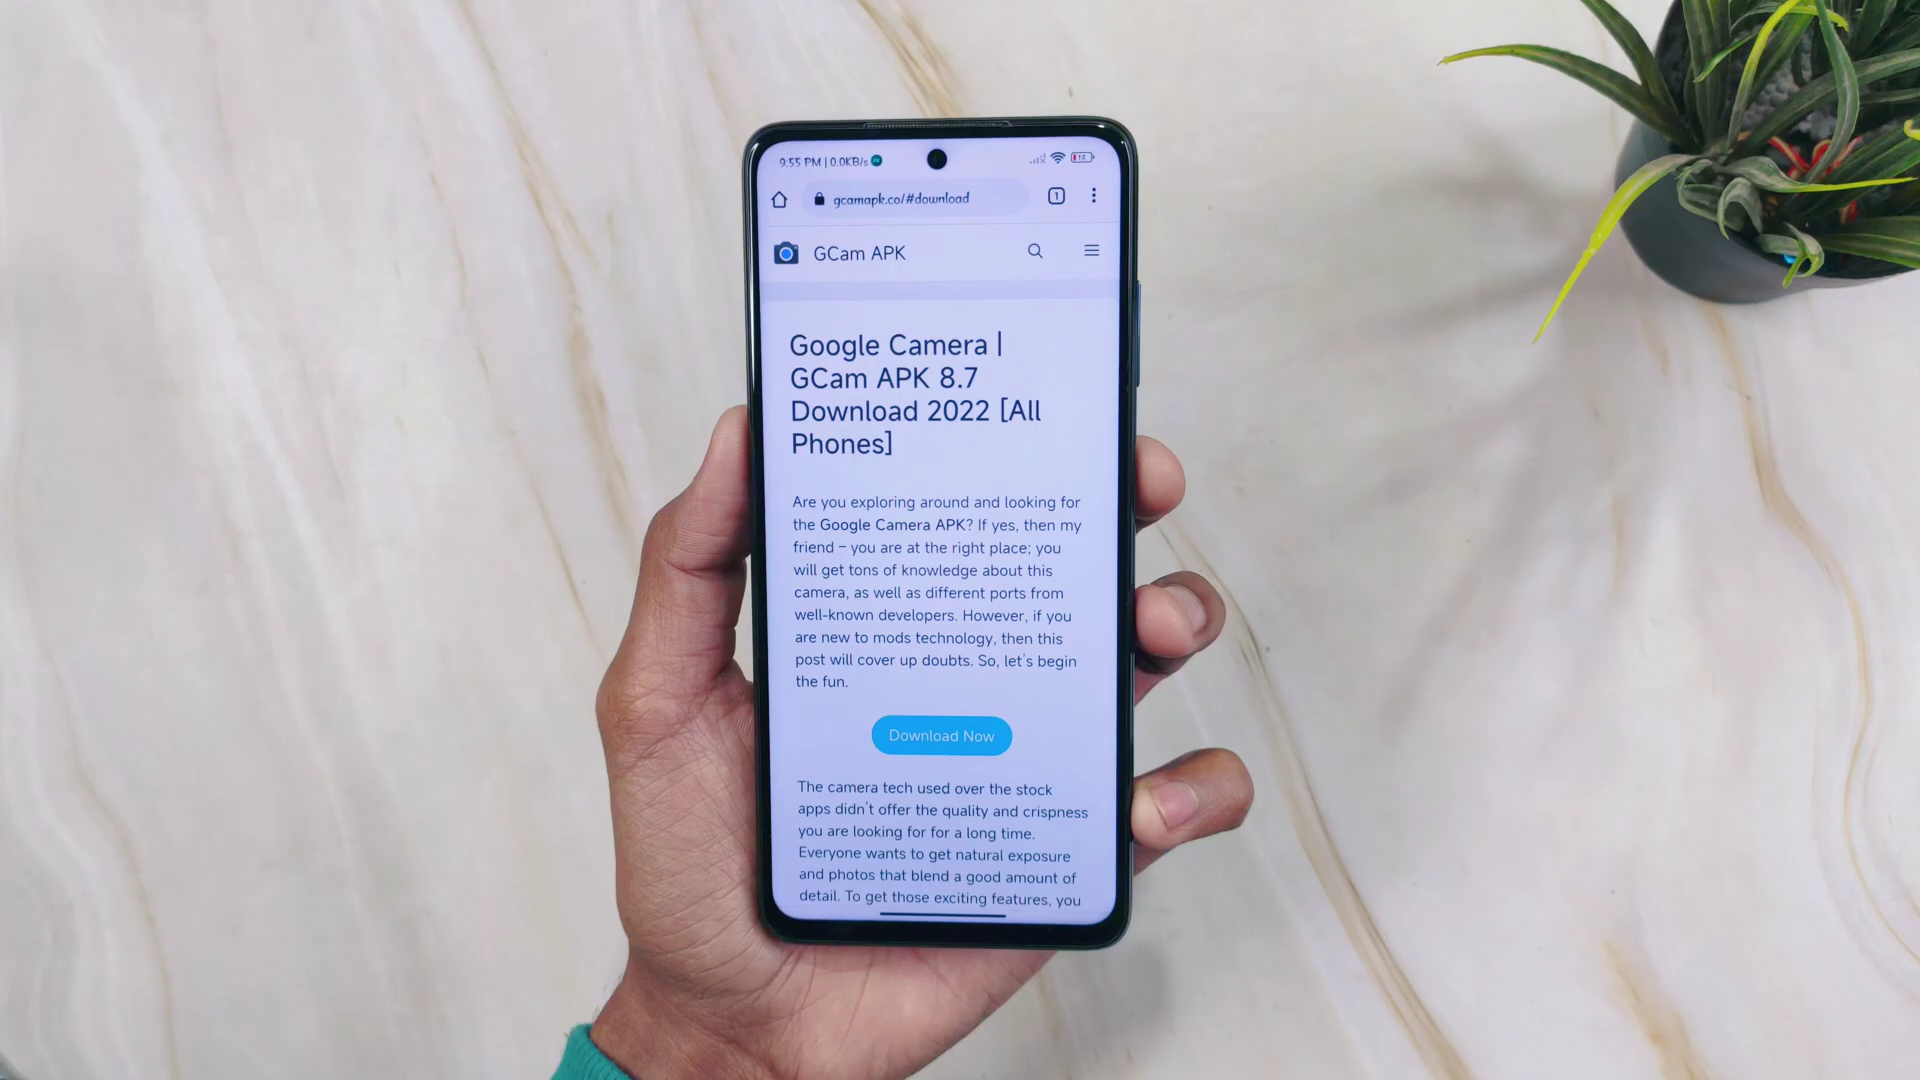 9:55 PM | 0.0KB/s
18
gcamapk.co/#download
1
GCam APK
Google Camera |
GCam APK 8.7
Download 2022 [All
Phones]
Are you exploring around and looking for
the Google Camera APK? If yes, then my
friend – you are at the right place; you
will get tons of knowledge about this
camera, as well as different ports from
well-known developers. However, if you
are new to mods technology, then this
post will cover up doubts. So, let's begin
the fun.
Download Now
The camera tech used over the stock
apps didn't offer the quality and crispness
you are looking for for a long time.
Everyone wants to get natural exposure
and photos that blend a good amount of
detail. To get those exciting features, you